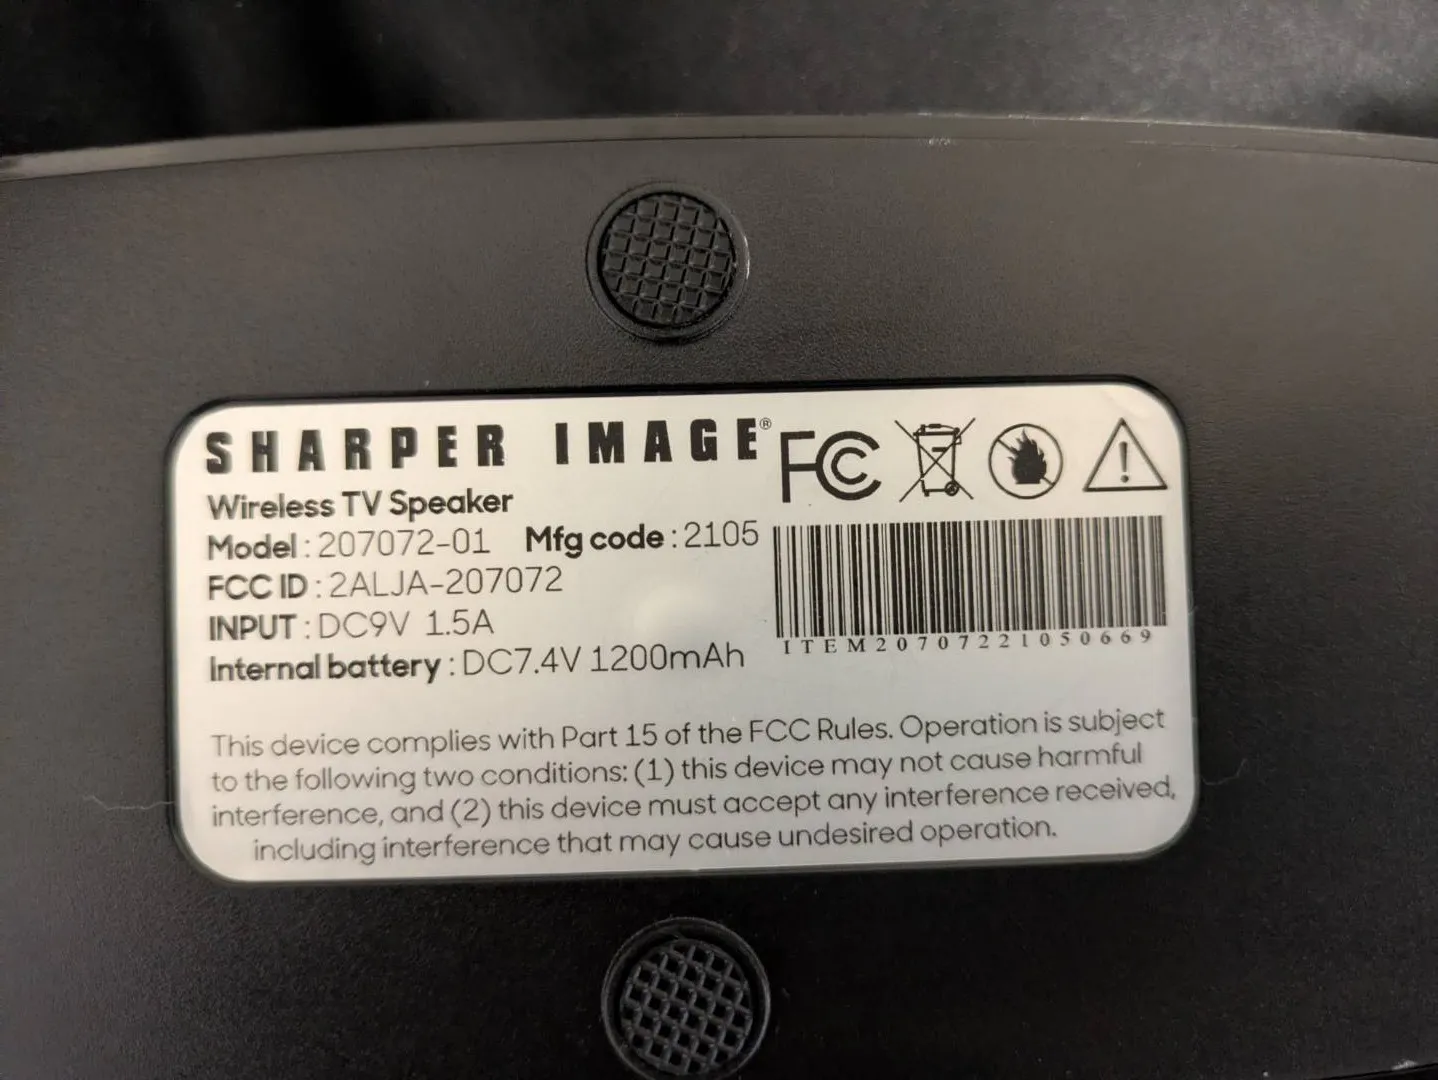 SHARPER IMAGE®
FC
Wireless TV Speaker
Model : 207072-01 Mfg code : 2105
FCC ID : 2ALJA-207072
INPUT : DC9V 1.5A
Internal battery : DC7.4V 1200mAh
ITEM20707221050669
This device complies with Part 15 of the FCC Rules. Operation is subject
to the following two conditions: (1) this device may not cause harmful
interference, and (2) this device must accept any interference received,
including interference that may cause undesired operation.